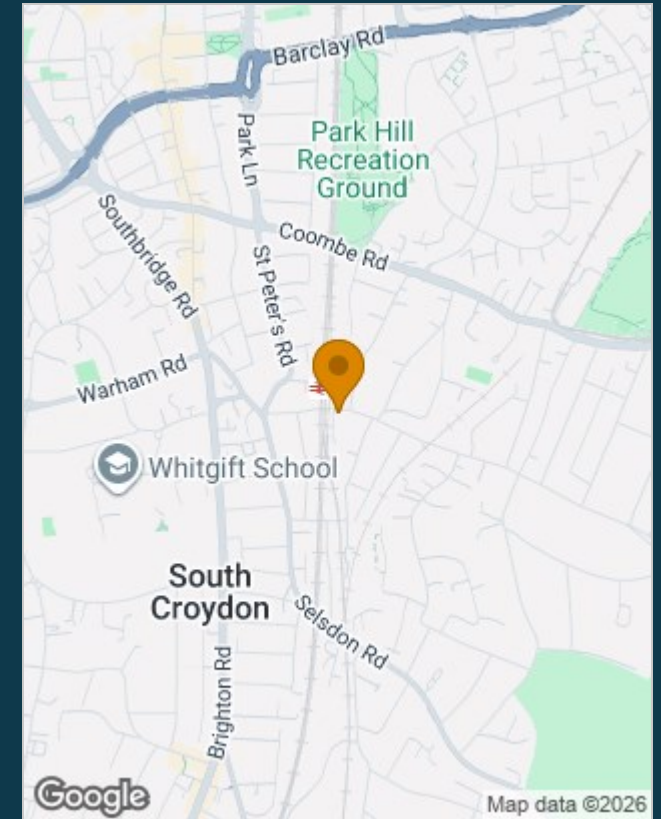 Barclay Rd
Park Ln
Park Hill
Recreation
Ground
Southbridge Rd
Coombe Rd
St Peter's Rd
Warham Rd
Whitgift School
South
Croydon
Selsdon Rd
Brighton Rd
Google
Map data ©2026